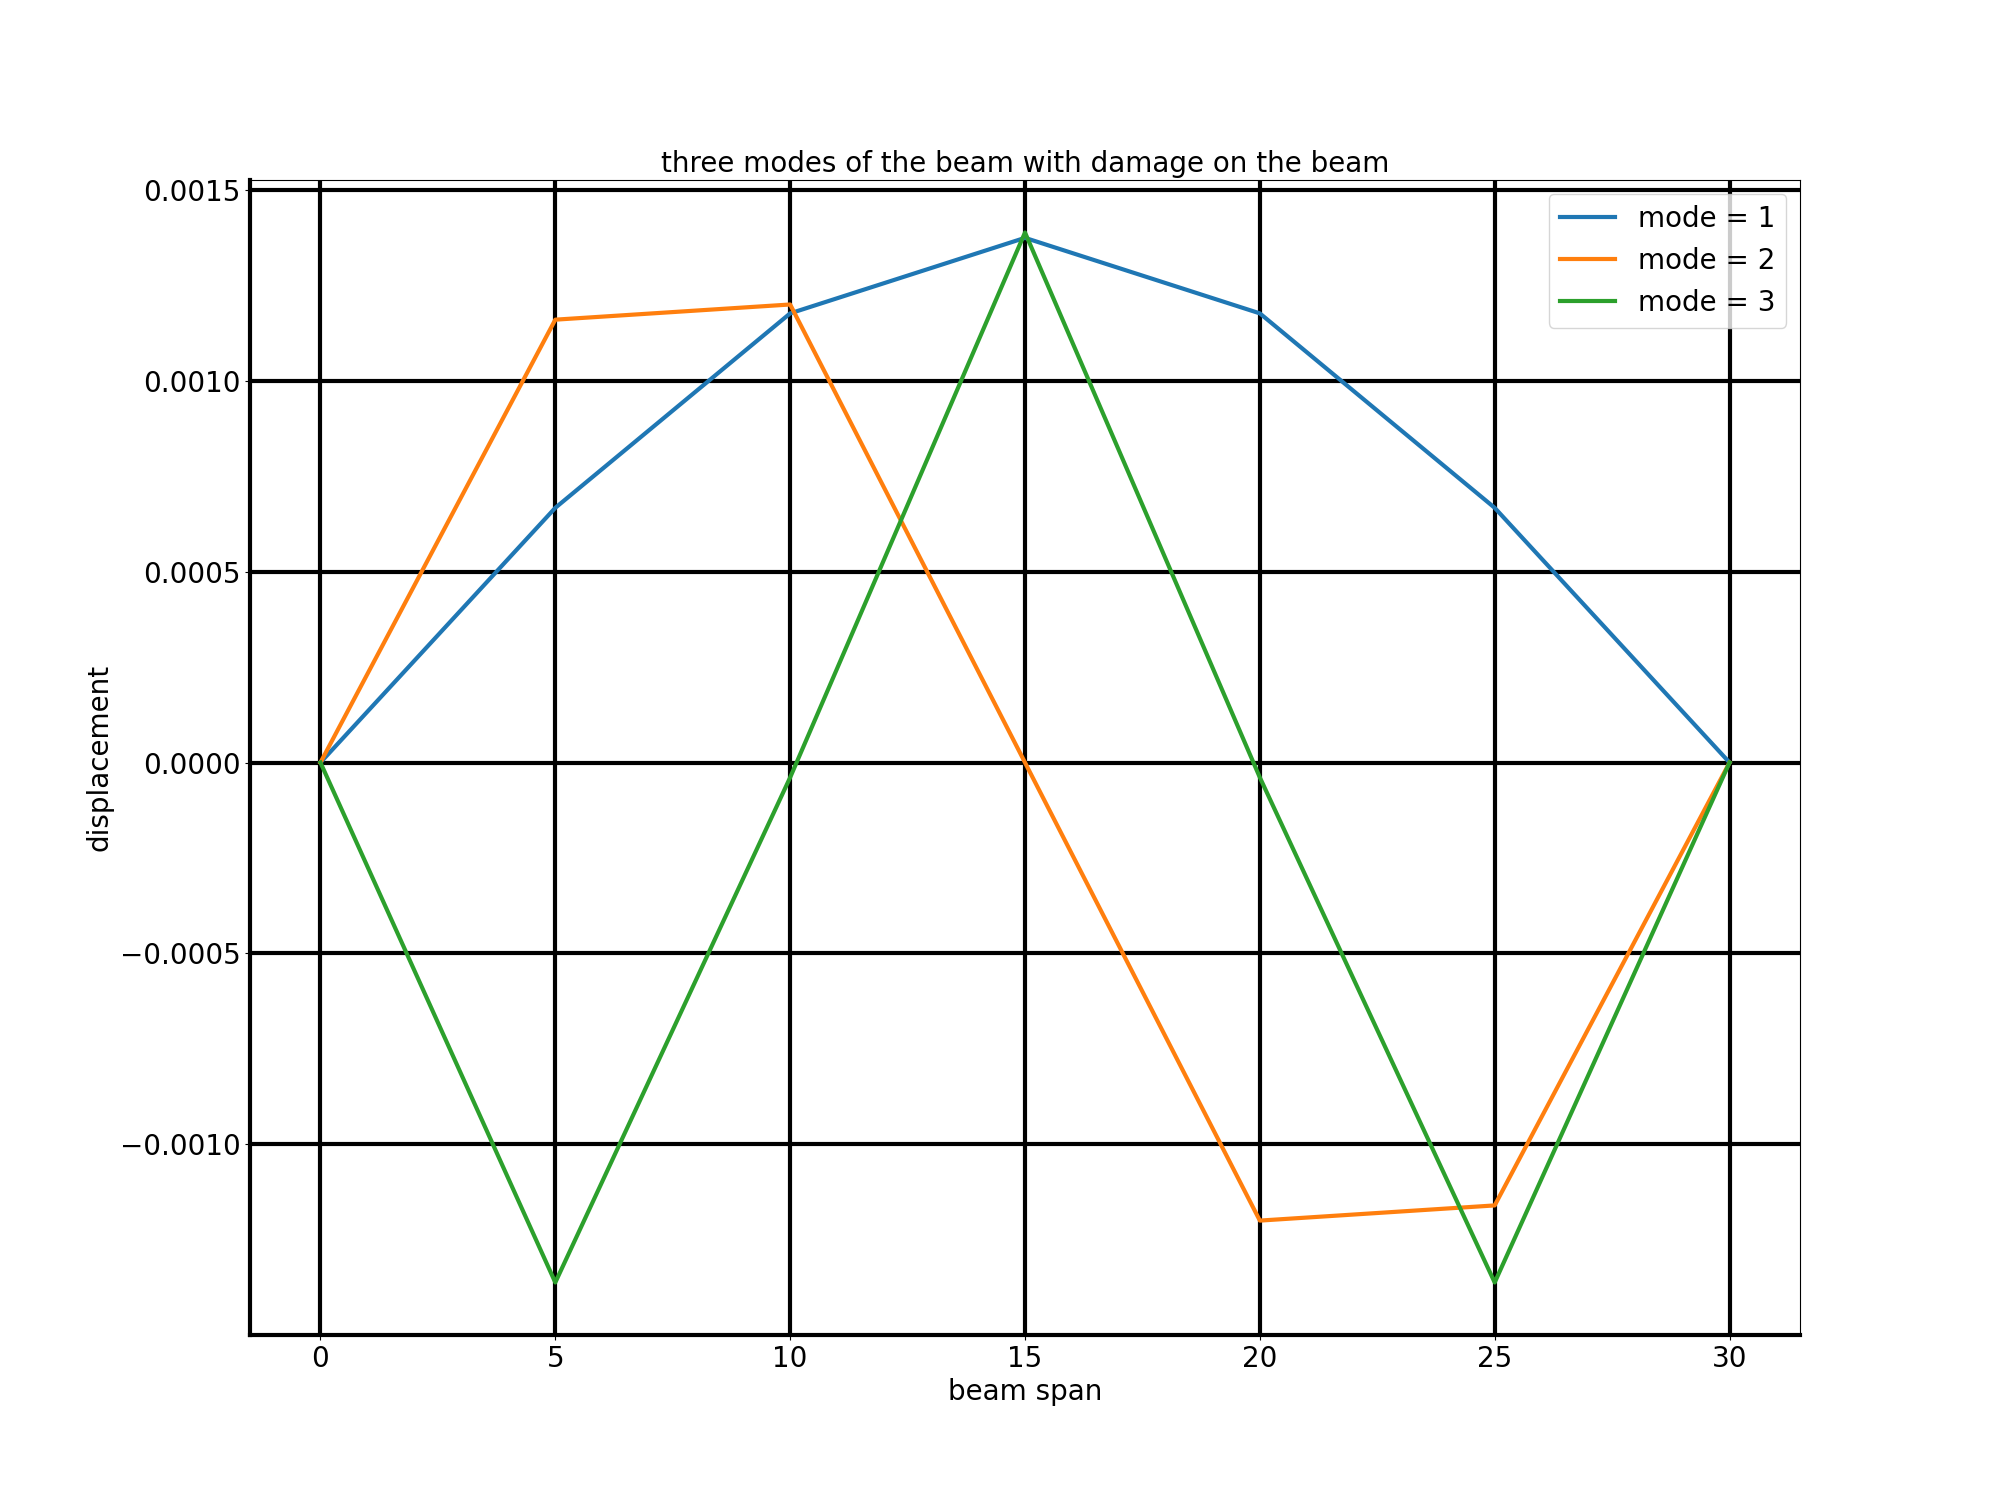 three modes of the beam with damage on the beam
mode = 1
mode = 2
mode = 3
0.0015
0.0010
0.0005
0.0000
−0.0005
−0.0010
displacement
0 5 10 15 20 25 30
beam span